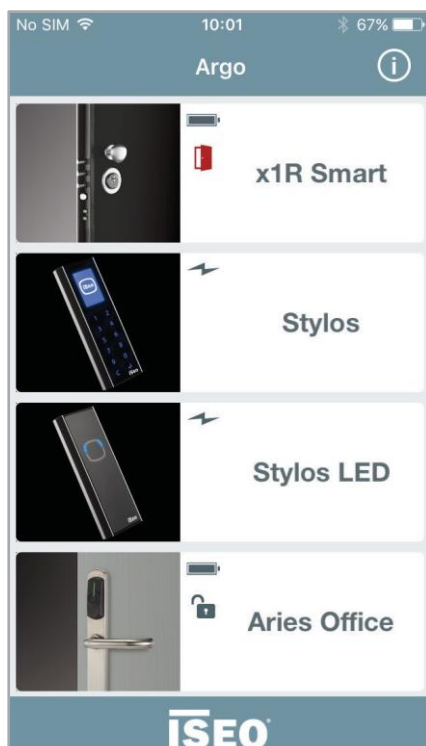 No SIM 10:01 67%
Argo
x1R Smart
Stylos
Stylos LED
Aries Office
ISEO